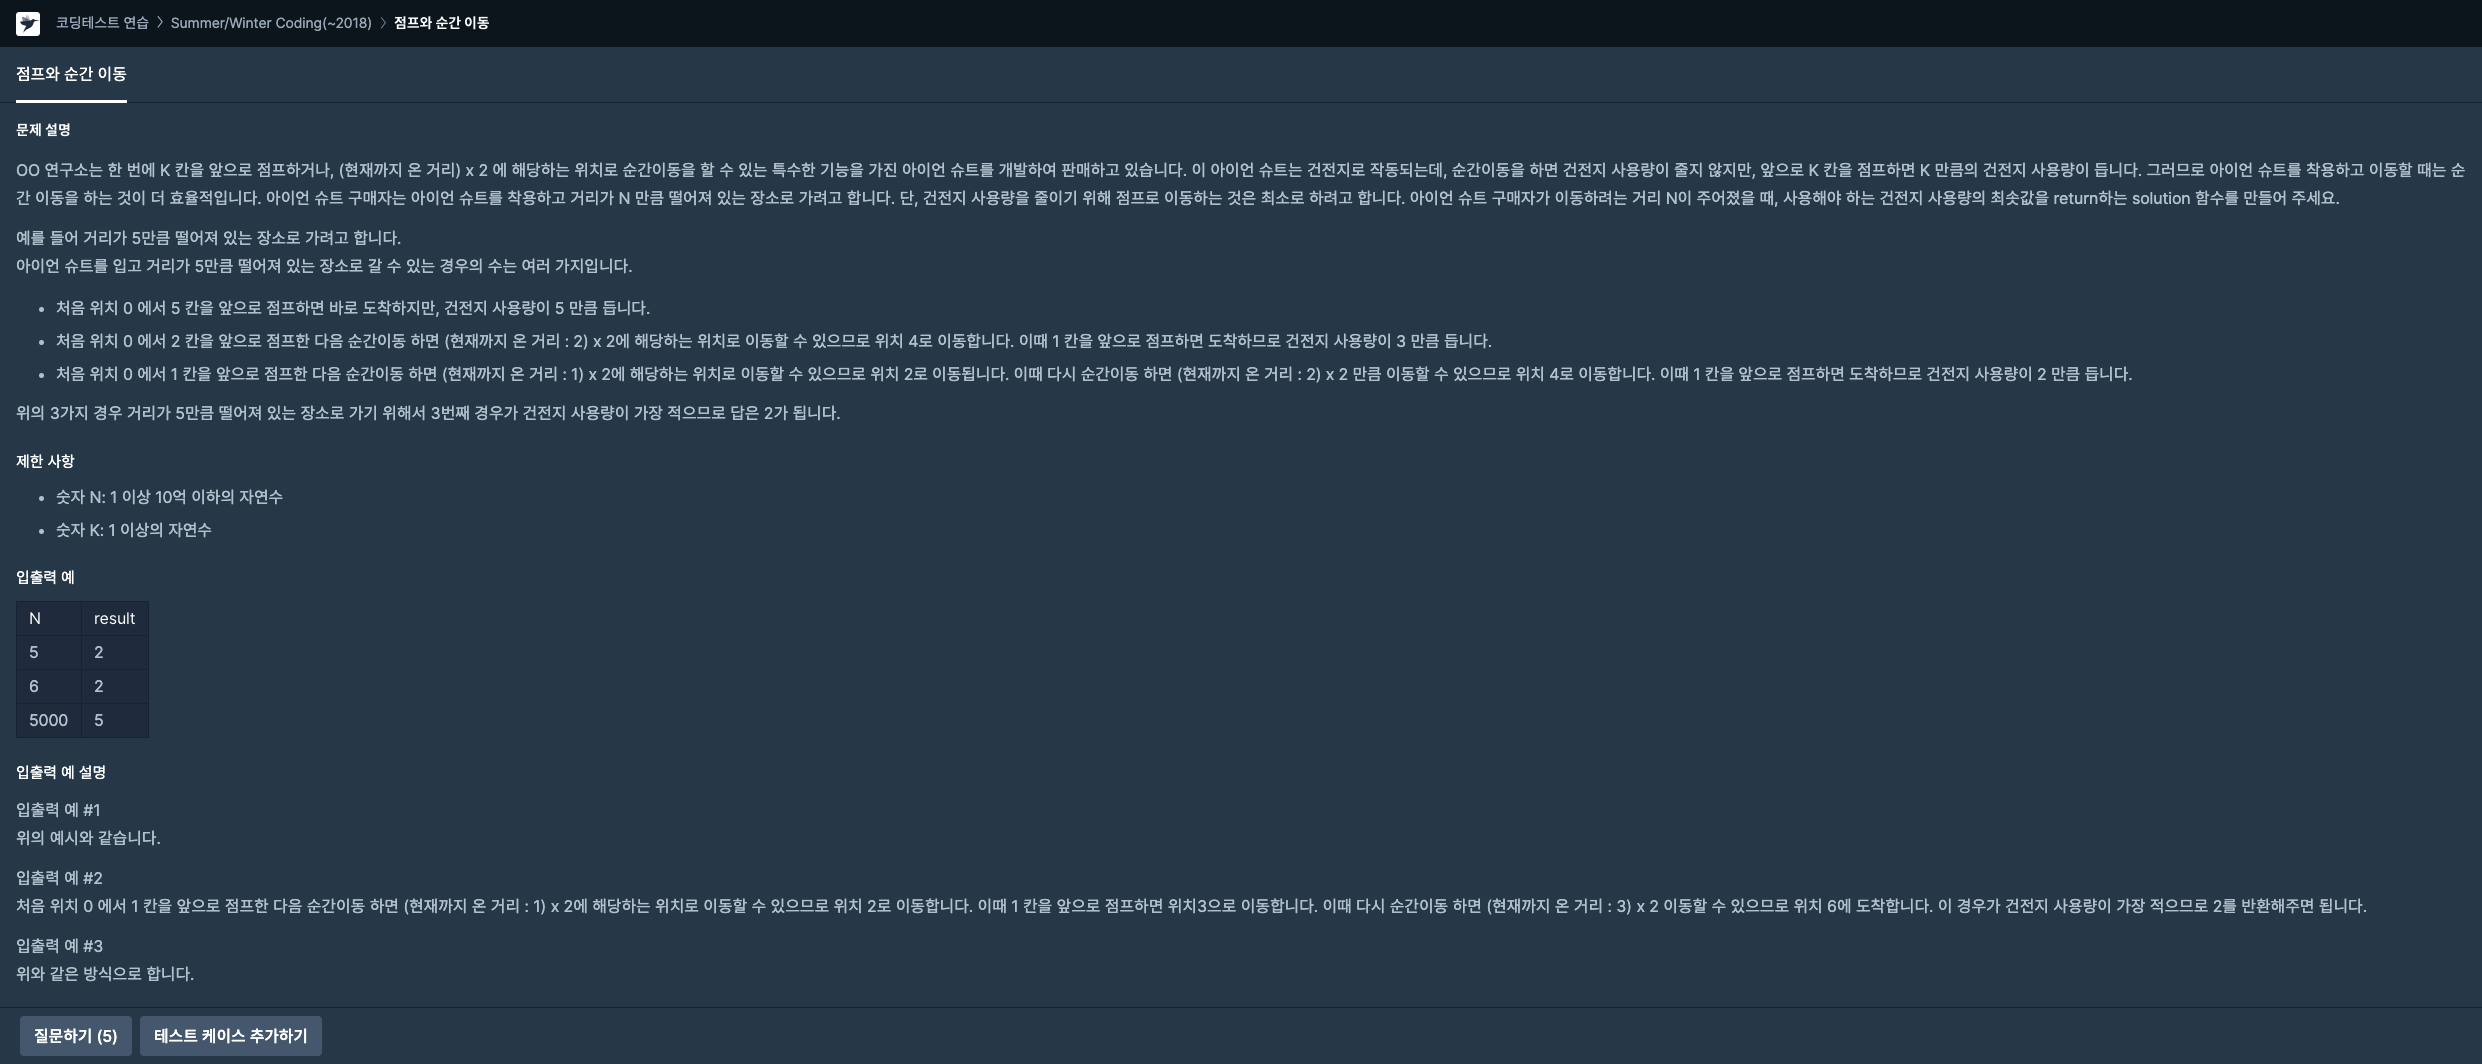 코딩테스트 연습 > Summer/Winter Coding(~2018) > 점프와 순간 이동
점프와 순간 이동
문제 설명
OO 연구소는 한 번에 K 칸을 앞으로 점프하거나, (현재까지 온 거리) x 2 에 해당하는 위치로 순간이동을 할 수 있는 특수한 기능을 가진 아이언 슈트를 개발하여 판매하고 있습니다. 이 아이언 슈트는 건전지로 작동되는데, 순간이동을 하면 건전지 사용량이 줄지 않지만, 앞으로 K 칸을 점프하면 K 만큼의 건전지 사용량이 듭니다. 그러므로 아이언 슈트를 착용하고 이동할 때는 순
간 이동을 하는 것이 더 효율적입니다. 아이언 슈트 구매자는 아이언 슈트를 착용하고 거리가 N 만큼 떨어져 있는 장소로 가려고 합니다. 단, 건전지 사용량을 줄이기 위해 점프로 이동하는 것은 최소로 하려고 합니다. 아이언 슈트 구매자가 이동하려는 거리 N이 주어졌을 때, 사용해야 하는 건전지 사용량의 최솟값을 return하는 solution 함수를 만들어 주세요.
예를 들어 거리가 5만큼 떨어져 있는 장소로 가려고 합니다.
아이언 슈트를 입고 거리가 5만큼 떨어져 있는 장소로 갈 수 있는 경우의 수는 여러 가지입니다.
• 처음 위치 0 에서 5 칸을 앞으로 점프하면 바로 도착하지만, 건전지 사용량이 5 만큼 듭니다.
• 처음 위치 0 에서 2 칸을 앞으로 점프한 다음 순간이동 하면 (현재까지 온 거리 : 2) x 2에 해당하는 위치로 이동할 수 있으므로 위치 4로 이동합니다. 이때 1 칸을 앞으로 점프하면 도착하므로 건전지 사용량이 3 만큼 듭니다.
• 처음 위치 0 에서 1 칸을 앞으로 점프한 다음 순간이동 하면 (현재까지 온 거리 : 1) x 2에 해당하는 위치로 이동할 수 있으므로 위치 2로 이동됩니다. 이때 다시 순간이동 하면 (현재까지 온 거리 : 2) x 2 만큼 이동할 수 있으므로 위치 4로 이동합니다. 이때 1 칸을 앞으로 점프하면 도착하므로 건전지 사용량이 2 만큼 듭니다.
위의 3가지 경우 거리가 5만큼 떨어져 있는 장소로 가기 위해서 3번째 경우가 건전지 사용량이 가장 적으므로 답은 2가 됩니다.
제한 사항
• 숫자 N: 1 이상 10억 이하의 자연수
• 숫자 K: 1 이상의 자연수
입출력 예
N result
5 2
6 2
5000 5
입출력 예 설명
입출력 예 #1
위의 예시와 같습니다.
입출력 예 #2
처음 위치 0 에서 1 칸을 앞으로 점프한 다음 순간이동 하면 (현재까지 온 거리 : 1) x 2에 해당하는 위치로 이동할 수 있으므로 위치 2로 이동합니다. 이때 1 칸을 앞으로 점프하면 위치3으로 이동합니다. 이때 다시 순간이동 하면 (현재까지 온 거리 : 3) x 2 이동할 수 있으므로 위치 6에 도착합니다. 이 경우가 건전지 사용량이 가장 적으므로 2를 반환해주면 됩니다.
입출력 예 #3
위와 같은 방식으로 합니다.
질문하기 (5) 테스트 케이스 추가하기